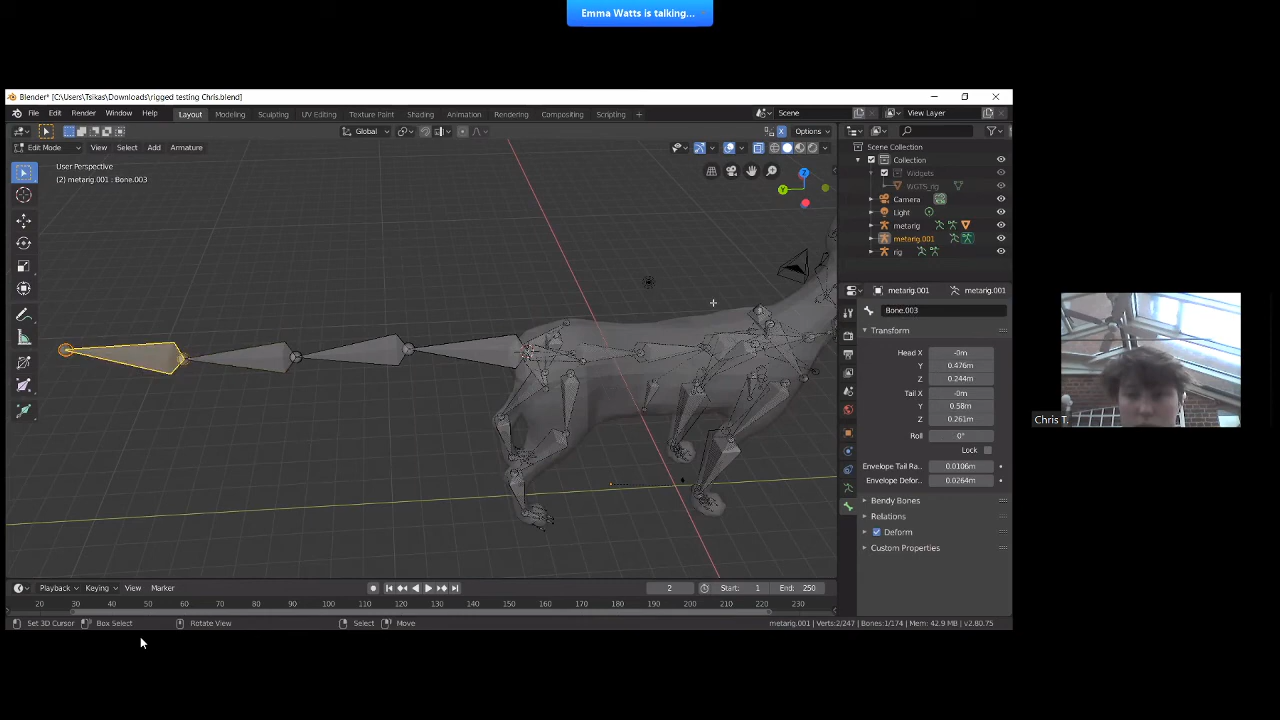 Emma Watts is talking...
Blender* [C:\Users\Tsikas\Downloads\rigged testing Chris.blend]
File Edit Render Window Help Layout Modeling Sculpting UV Editing Texture Paint Shading Animation Rendering Compositing Scripting + Scene View Layer
Global Options
Edit Mode View Select Add Armature
User Perspective
(2) metarig.001 : Bone.003
Z
Y
Scene Collection
Collection
Widgets
WGTS_rig
Camera
Light
metarig
metarig.001
rig
metarig.001 metarig.001
Bone.003
Transform
Head X -0m
Y 0.476m
Z 0.244m
Tail X -0m
Y 0.58m
Z 0.261m
Roll 0°
Lock
Envelope Tail Ra.. 0.0106m
Envelope Defor.. 0.0264m
Bendy Bones
Relations
Deform
Custom Properties
Chris T.
Playback Keying View Marker 2 Start: 1 End: 250
20 30 40 50 60 70 80 90 100 110 120 130 140 150 160 170 180 190 200 210 220 230
Set 3D Cursor Box Select Rotate View Select Move metarig.001 | Verts:2/247 | Bones:1/174 | Mem: 42.9 MB | v2.80.75